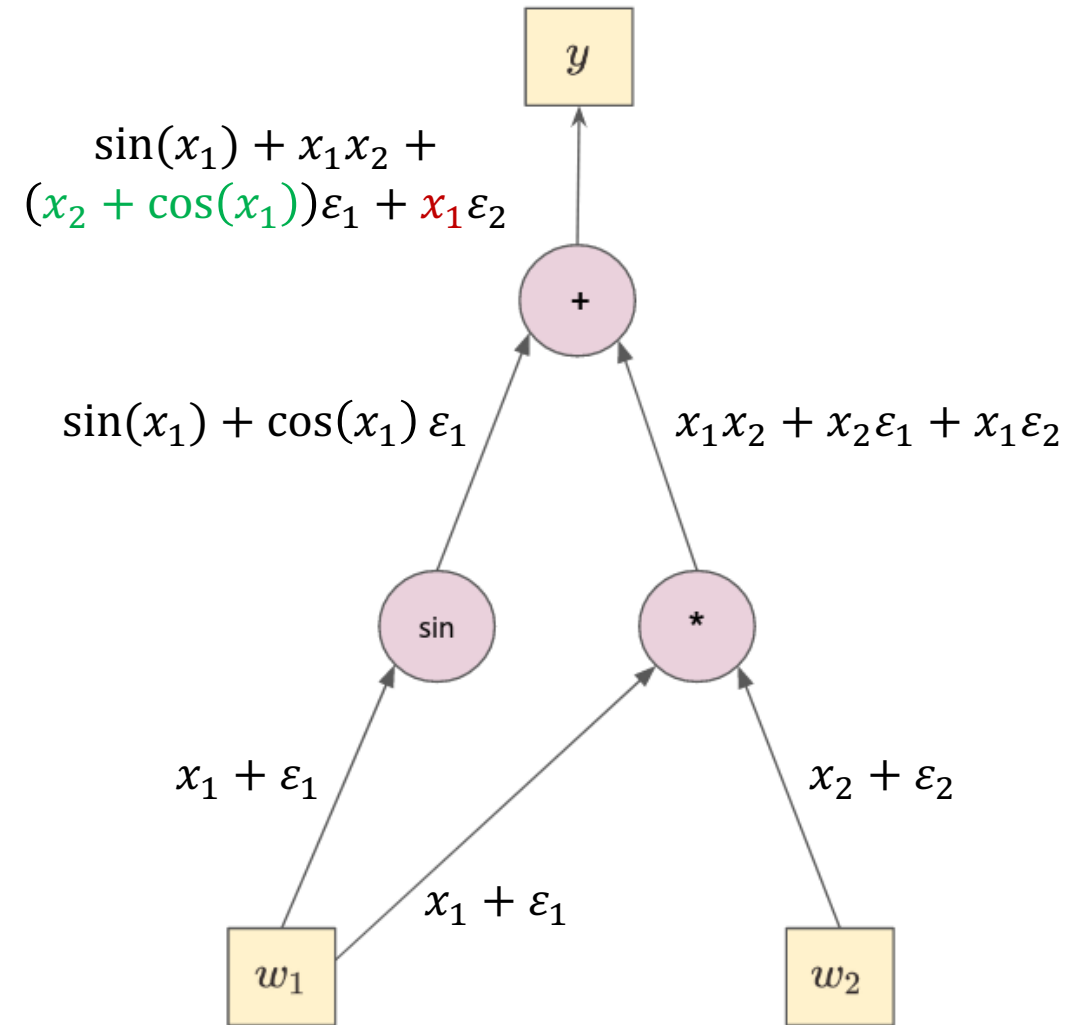 y
sin(x₁) + x₁x₂ +
(x₂ + cos(x₁))ε₁ + x₁ε₂
+
sin(x₁) + cos(x₁) ε₁
x₁x₂ + x₂ε₁ + x₁ε₂
sin
*
x₁ + ε₁
x₂ + ε₂
x₁ + ε₁
w₁
w₂